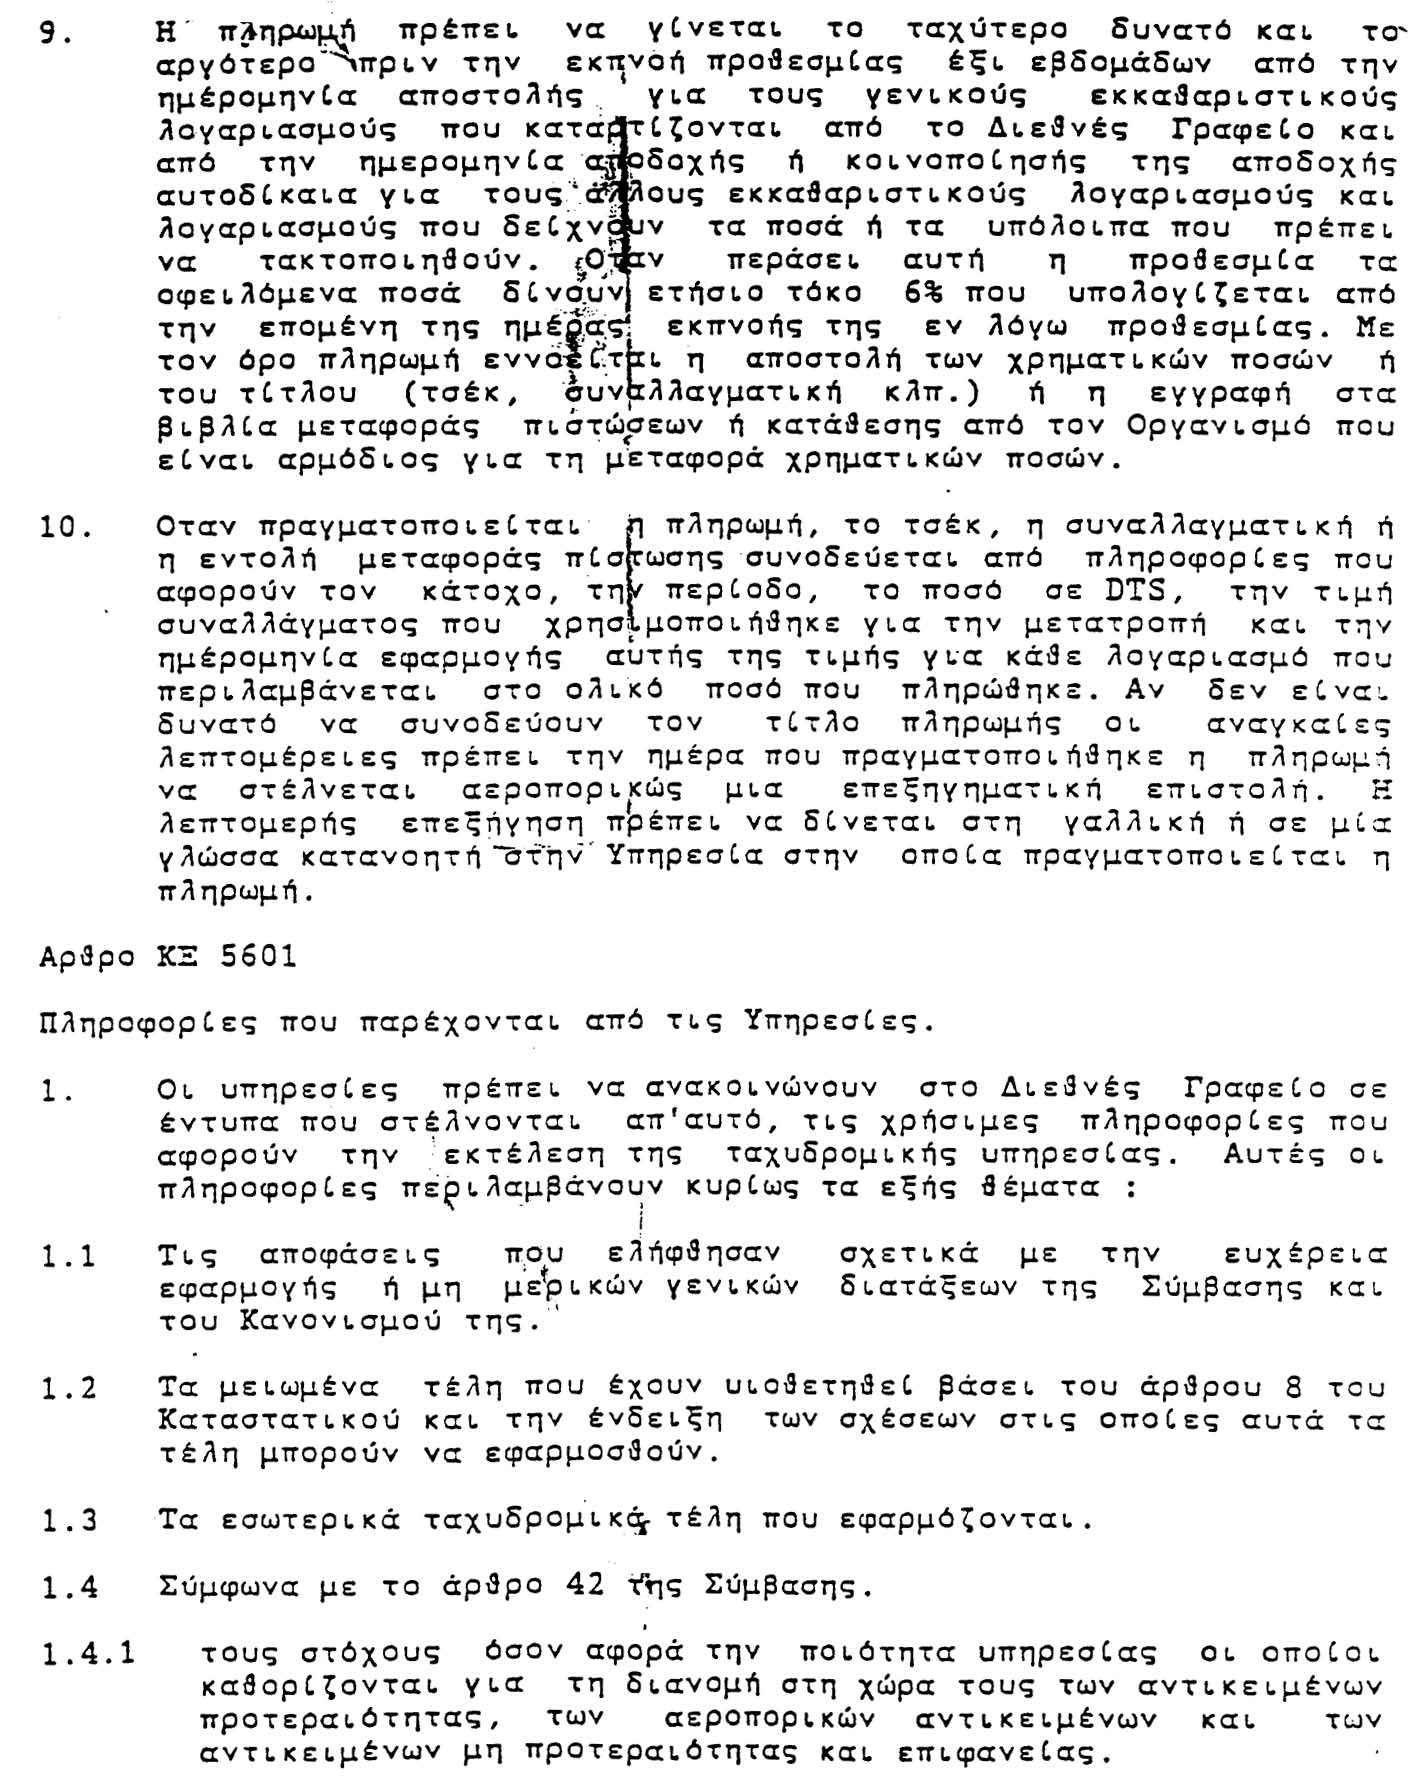 9. Η πληρωμή πρέπει να γίνεται το ταχύτερο δυνατό και το
αργότερο πριν την εκπνοή προθεσμίας έξι εβδομάδων από την
ημέρομηνία αποστολής για τους γενικούς εκκαθαριστικούς
λογαριασμούς που καταρτίζονται από το Διεθνές Γραφείο και
από την ημερομηνία αποδοχής ή κοινοποίησής της αποδοχής
αυτοδίκαια για τους άλλους εκκαθαριστικούς λογαριασμούς και
λογαριασμούς που δείχνουν τα ποσά ή τα υπόλοιπα που πρέπει
να τακτοποιηθούν. Οταν περάσει αυτή η προθεσμία τα
οφειλόμενα ποσά δίνουν ετήσιο τόκο 6% που υπολογίζεται από
την επομένη της ημέρας εκπνοής της εν λόγω προθεσμίας. Με
τον όρο πληρωμή εννοείται η αποστολή των χρηματικών ποσών ή
του τίτλου (τσέκ, συναλλαγματική κλπ.) ή η εγγραφή στα
βιβλία μεταφοράς πιστώσεων ή κατάθεσης από τον Οργανισμό που
είναι αρμόδιος για τη μεταφορά χρηματικών ποσών.
10. Οταν πραγματοποιείται η πληρωμή, το τσέκ, η συναλλαγματική ή
η εντολή μεταφοράς πίστωσης συνοδεύεται από πληροφορίες που
αφορούν τον κάτοχο, την περίοδο, το ποσό σε DTS, την τιμή
συναλλάγματος που χρησιμοποιήθηκε για την μετατροπή και την
ημέρομηνία εφαρμογής αυτής της τιμής για κάθε λογαριασμό που
περιλαμβάνεται στο ολικό ποσό που πληρώθηκε. Αν δεν είναι
δυνατό να συνοδεύουν τον τίτλο πληρωμής οι αναγκαίες
λεπτομέρειες πρέπει την ημέρα που πραγματοποιήθηκε η πληρωμή
να στέλνεται αεροπορικώς μια επεξηγηματική επιστολή. Η
λεπτομερής επεξήγηση πρέπει να δίνεται στη γαλλική ή σε μία
γλώσσα κατανοητή στην Υπηρεσία στην οποία πραγματοποιείται η
πληρωμή.
Αρθρο ΚΞ 5601
Πληροφορίες που παρέχονται από τις Υπηρεσίες.
1. Οι υπηρεσίες πρέπει να ανακοινώνουν στο Διεθνές Γραφείο σε
έντυπα που στέλνονται απ'αυτό, τις χρήσιμες πληροφορίες που
αφορούν την εκτέλεση της ταχυδρομικής υπηρεσίας. Αυτές οι
πληροφορίες περιλαμβάνουν κυρίως τα εξής θέματα :
1.1 Τις αποφάσεις που ελήφθησαν σχετικά με την ευχέρεια
εφαρμογής ή μη μερικών γενικών διατάξεων της Σύμβασης και
του Κανονισμού της.
1.2 Τα μειωμένα τέλη που έχουν υιοθετηθεί βάσει του άρθρου 8 του
Καταστατικού και την ένδειξη των σχέσεων στις οποίες αυτά τα
τέλη μπορούν να εφαρμοσθούν.
1.3 Τα εσωτερικά ταχυδρομικά τέλη που εφαρμόζονται.
1.4 Σύμφωνα με το άρθρο 42 της Σύμβασης.
1.4.1 τους στόχους όσον αφορά την ποιότητα υπηρεσίας οι οποίοι
καθορίζονται για τη διανομή στη χώρα τους των αντικειμένων
προτεραιότητας, των αεροπορικών αντικειμένων και των
αντικειμένων μη προτεραιότητας και επιφανείας.